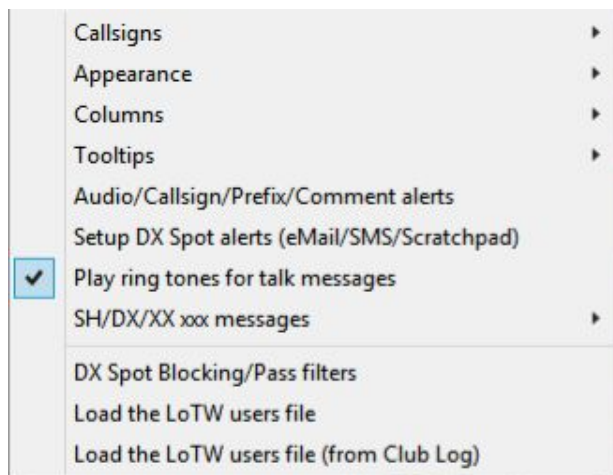 Callsigns
Appearance
Columns
Tooltips
Audio/Callsign/Prefix/Comment alerts
Setup DX Spot alerts (eMail/SMS/Scratchpad)
Play ring tones for talk messages
SH/DX/XX xxx messages
DX Spot Blocking/Pass filters
Load the LoTW users file
Load the LoTW users file (from Club Log)